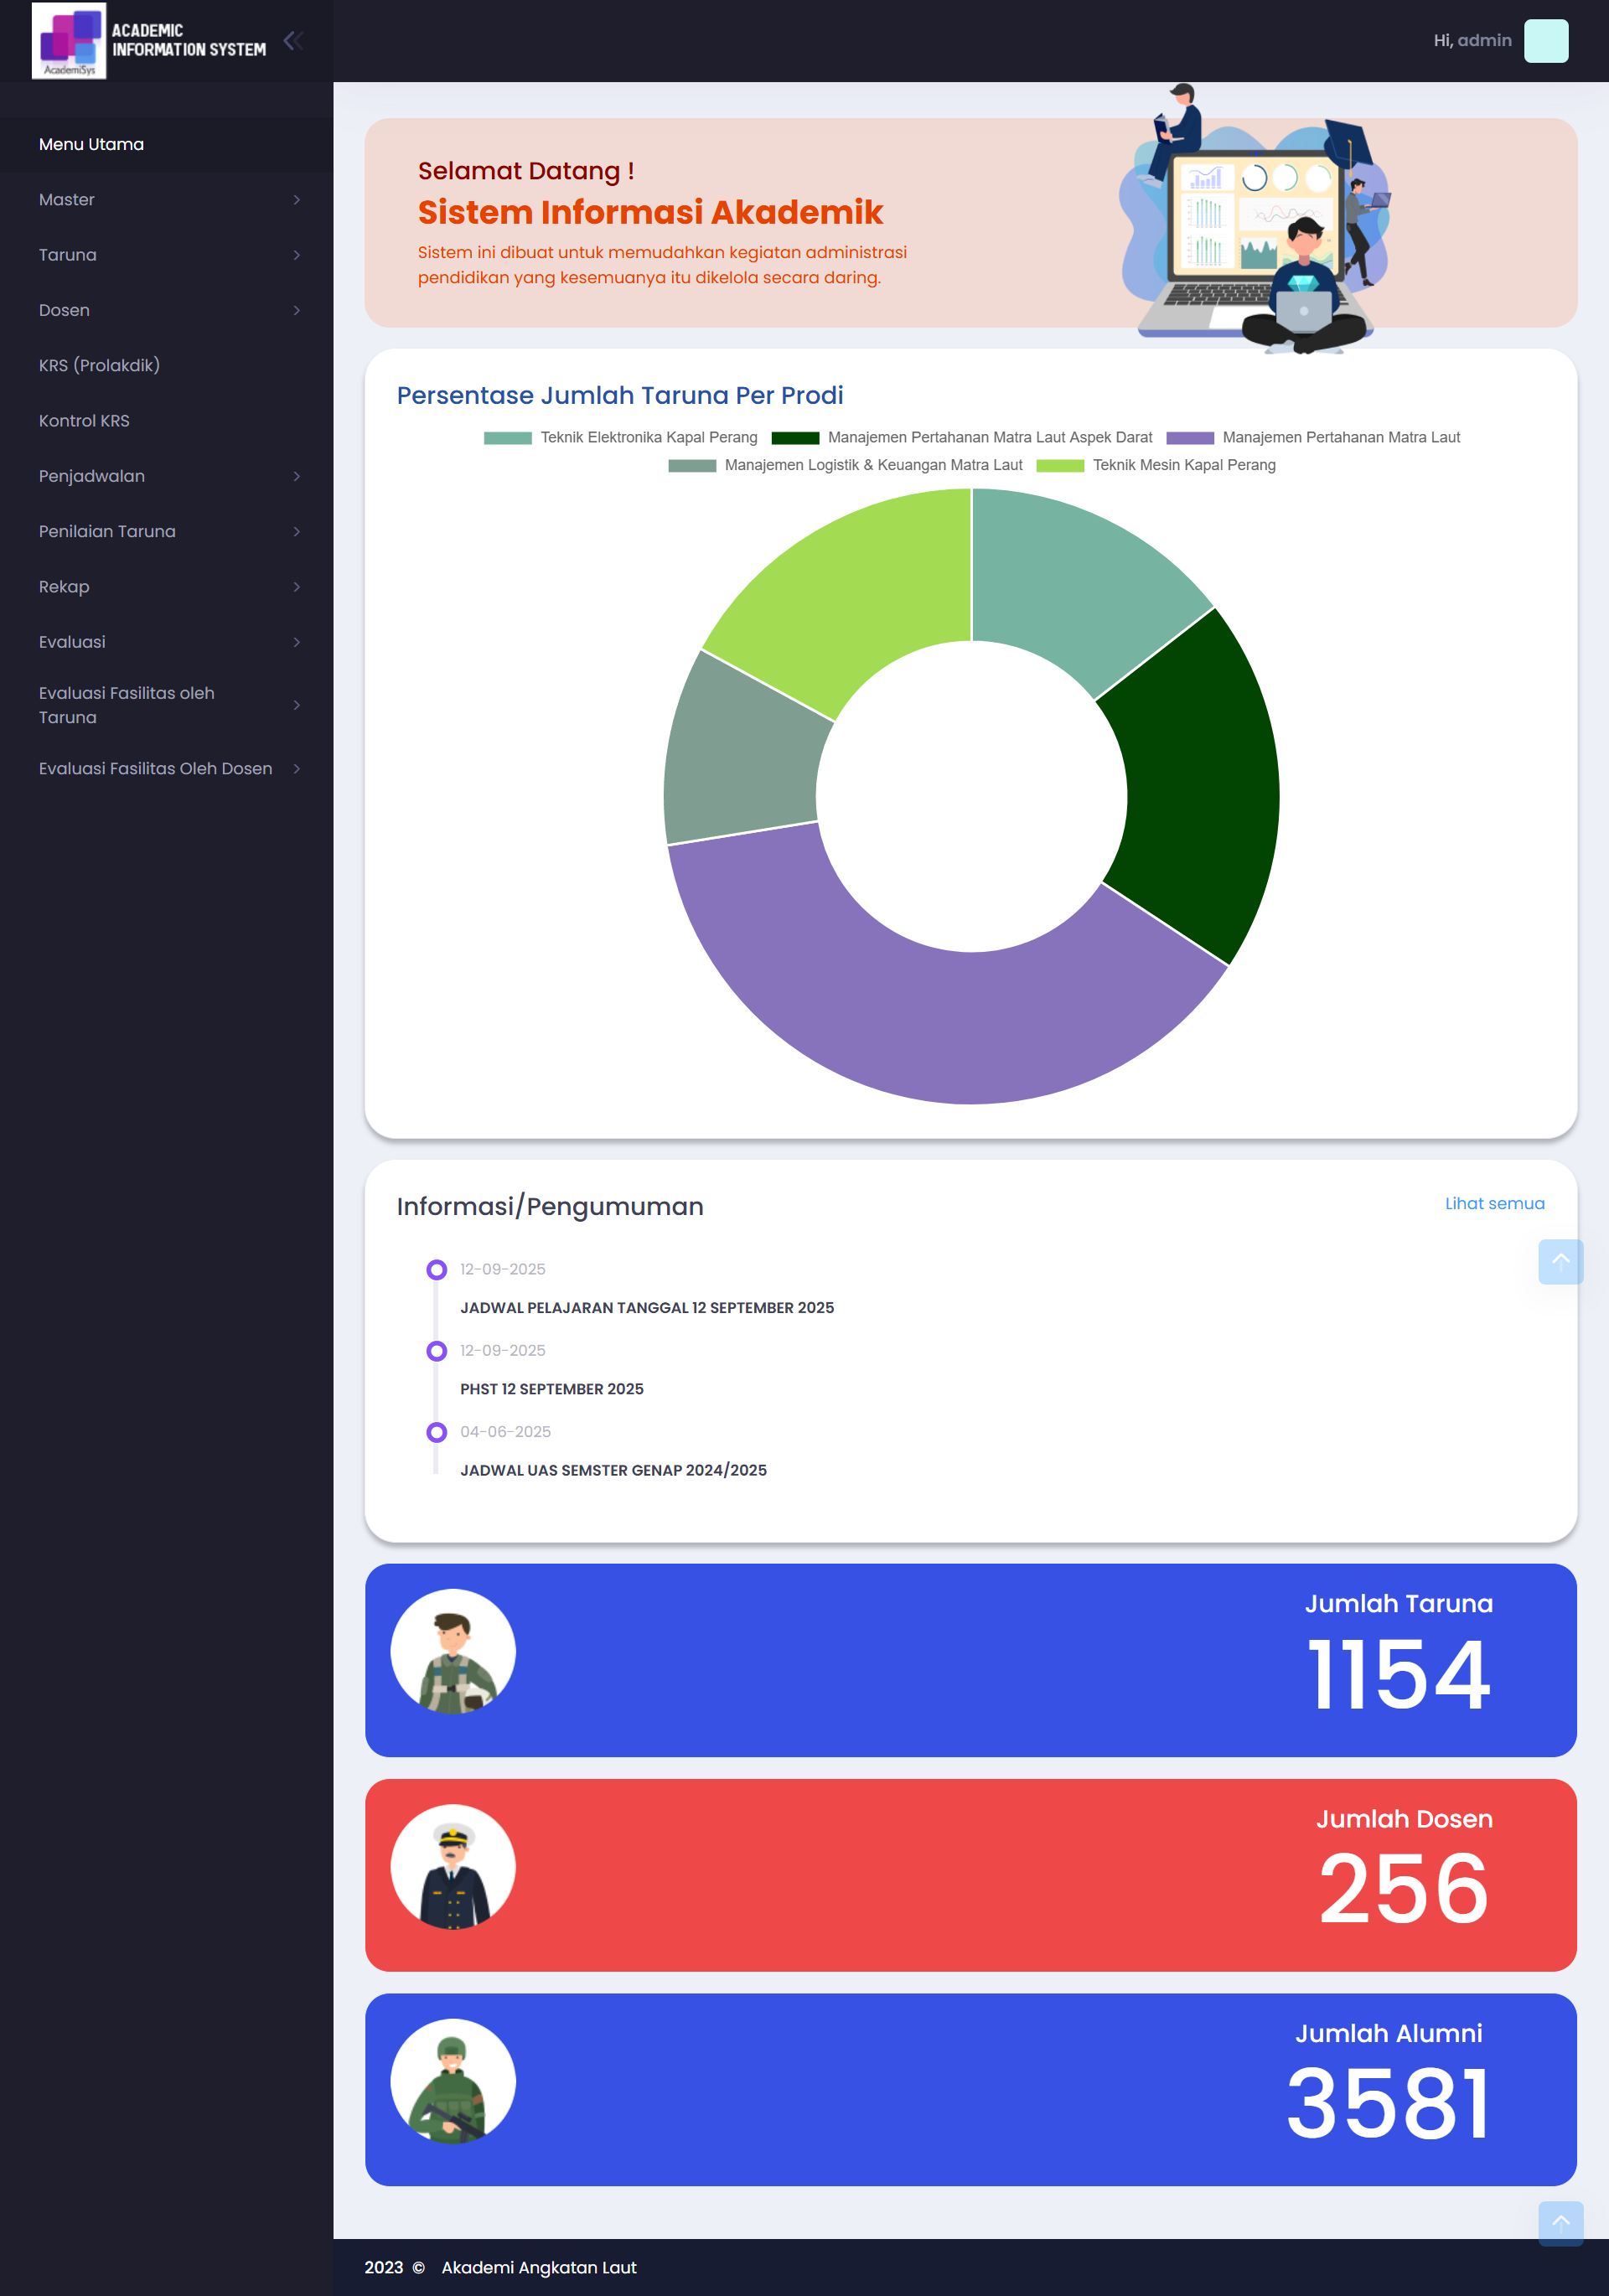 ACADEMIC
INFORMATION SYSTEM
AcademiSys
Hi, admin
Menu Utama
Master
Taruna
Dosen
KRS (Prolakdik)
Kontrol KRS
Penjadwalan
Penilaian Taruna
Rekap
Evaluasi
Evaluasi Fasilitas oleh
Taruna
Evaluasi Fasilitas Oleh Dosen
Selamat Datang !
Sistem Informasi Akademik
Sistem ini dibuat untuk memudahkan kegiatan administrasi
pendidikan yang kesemuanya itu dikelola secara daring.
Persentase Jumlah Taruna Per Prodi
Teknik Elektronika Kapal Perang Manajemen Pertahanan Matra Laut Aspek Darat Manajemen Pertahanan Matra Laut
Manajemen Logistik & Keuangan Matra Laut Teknik Mesin Kapal Perang
Informasi/Pengumuman
Lihat semua
12-09-2025
JADWAL PELAJARAN TANGGAL 12 SEPTEMBER 2025
12-09-2025
PHST 12 SEPTEMBER 2025
04-06-2025
JADWAL UAS SEMSTER GENAP 2024/2025
Jumlah Taruna
1154
Jumlah Dosen
256
Jumlah Alumni
3581
2023 © Akademi Angkatan Laut